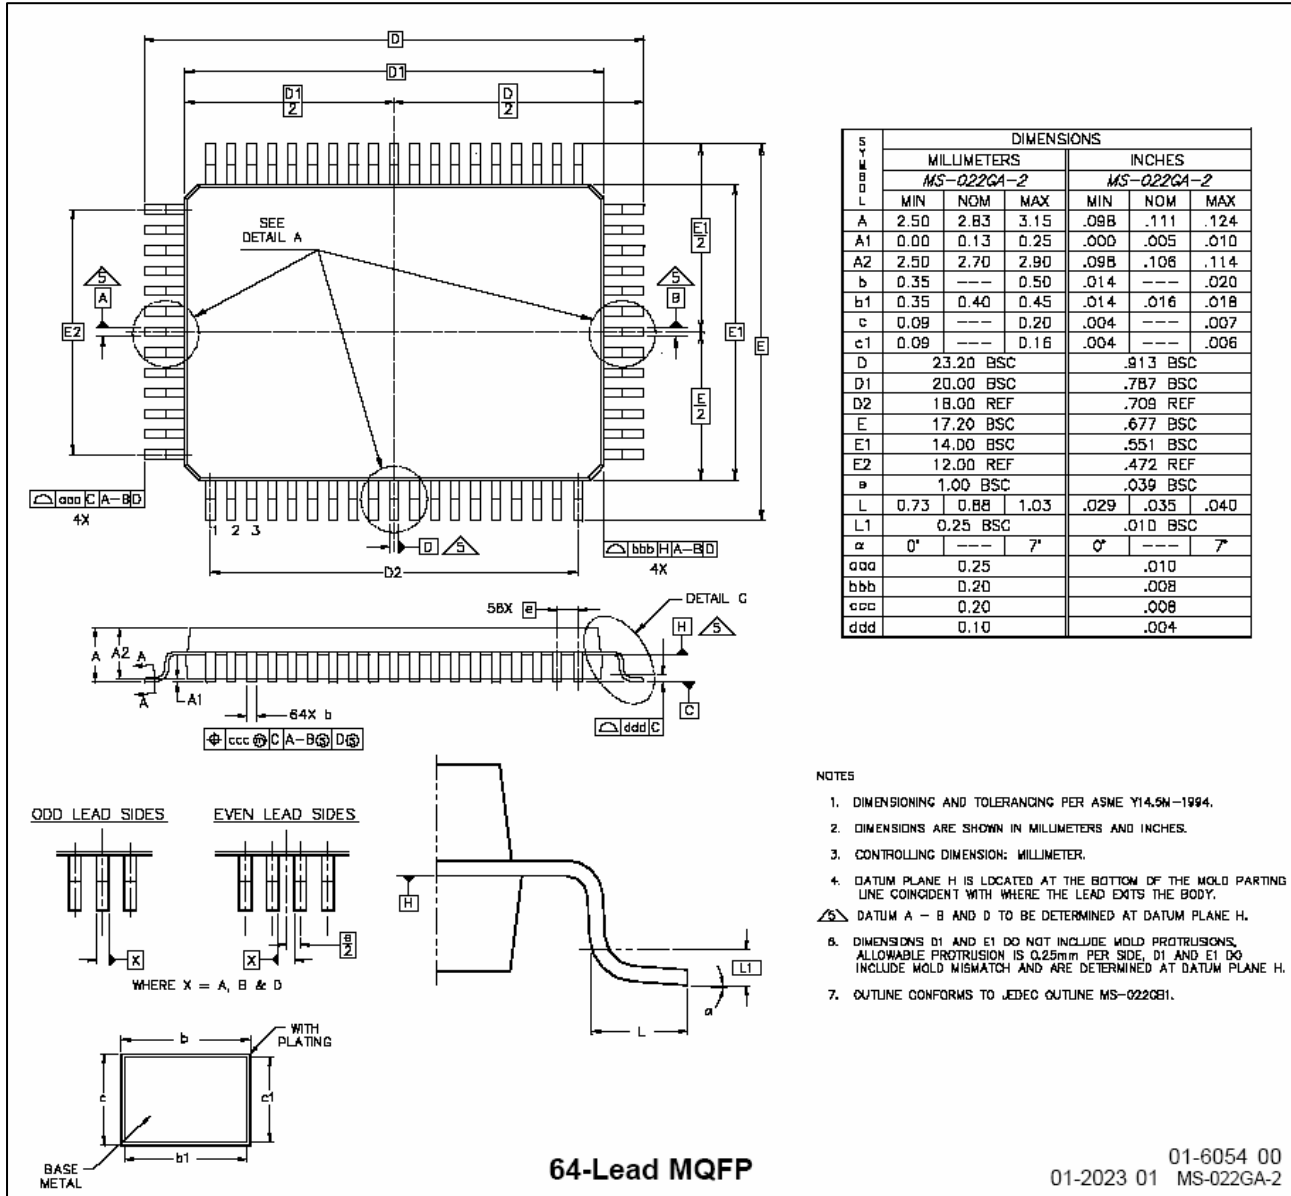 D
D1
D1
2
D
2
SEE
DETAIL A
5
A
5
B
E2
E1
2
E1
E
E
2
aaa C A-B D
4X
1 2 3
D 5
bbb H A-B D
4X
D2
SYMBOL DIMENSIONS
MILLIMETERS INCHES
MS-022GA-2 MS-022GA-2
MIN NOM MAX MIN NOM MAX
A 2.50 2.83 3.15 .098 .111 .124
A1 0.00 0.13 0.25 .000 .005 .010
A2 2.50 2.70 2.90 .098 .106 .114
b 0.35 --- 0.50 .014 --- .020
b1 0.35 0.40 0.45 .014 .016 .018
c 0.09 --- 0.20 .004 --- .007
c1 0.09 --- 0.16 .004 --- .006
D 23.20 BSC .913 BSC
D1 20.00 BSC .787 BSC
D2 18.00 REF .709 REF
E 17.20 BSC .677 BSC
E1 14.00 BSC .551 BSC
E2 12.00 REF .472 REF
e 1.00 BSC .039 BSC
L 0.73 0.88 1.03 .029 .035 .040
L1 0.25 BSC .010 BSC
α 0° --- 7° 0° --- 7°
aaa 0.25 .010
bbb 0.20 .008
ccc 0.20 .008
ddd 0.10 .004
58X e
DETAIL C
H 5
A A2 A
A
A1
64X b
C
ddd C
⌖ ccc Ⓜ C A-B Ⓢ D Ⓢ
ODD LEAD SIDES
EVEN LEAD SIDES
X
X
e
2
WHERE X = A, B & D
H
L1
α
L
b
WITH
PLATING
c
c1
b1
BASE
METAL
NOTES
1. DIMENSIONING AND TOLERANCING PER ASME Y14.5M-1994.
2. DIMENSIONS ARE SHOWN IN MILLIMETERS AND INCHES.
3. CONTROLLING DIMENSION: MILLIMETER.
4. DATUM PLANE H IS LOCATED AT THE BOTTOM OF THE MOLD PARTING
LINE COINCIDENT WITH WHERE THE LEAD EXITS THE BODY.
5 DATUM A - B AND D TO BE DETERMINED AT DATUM PLANE H.
6. DIMENSIONS D1 AND E1 DO NOT INCLUDE MOLD PROTRUSIONS,
ALLOWABLE PROTRUSION IS 0.25mm PER SIDE, D1 AND E1 DO
INCLUDE MOLD MISMATCH AND ARE DETERMINED AT DATUM PLANE H.
7. OUTLINE CONFORMS TO JEDEC OUTLINE MS-022GB1.
64-Lead MQFP
01-6054 00
01-2023 01 MS-022GA-2